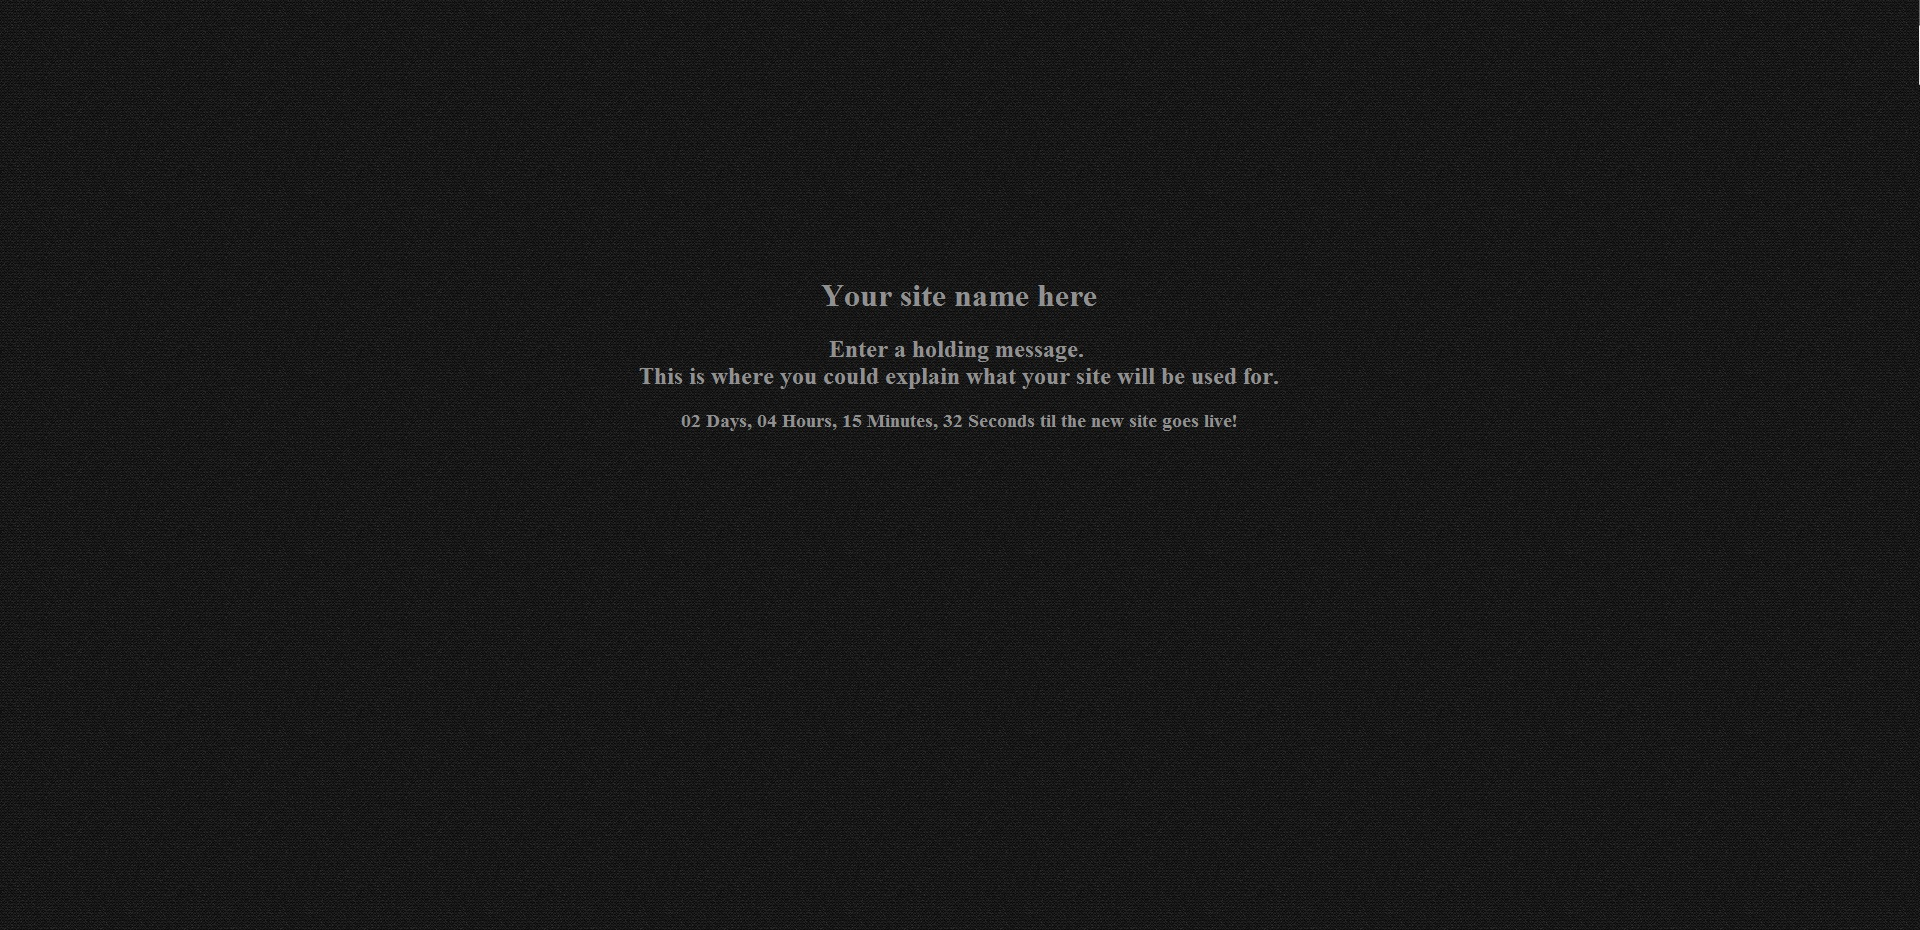 Your site name here
Enter a holding message.
This is where you could explain what your site will be used for.
02 Days, 04 Hours, 15 Minutes, 32 Seconds til the new site goes live!